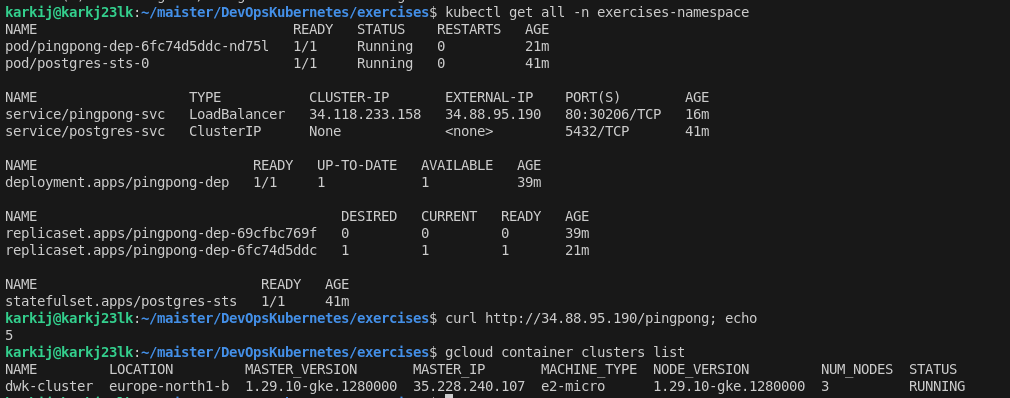 karkij@karkj23lk:~/maister/DevOpsKubernetes/exercises$ kubectl get all -n exercises-namespace
NAME                               READY   STATUS    RESTARTS   AGE
pod/pingpong-dep-6fc74d5ddc-nd75l   1/1     Running   0          21m
pod/postgres-sts-0                  1/1     Running   0          41m
NAME                   TYPE           CLUSTER-IP       EXTERNAL-IP    PORT(S)        AGE
service/pingpong-svc   LoadBalancer   34.118.233.158   34.88.95.190   80:30206/TCP   16m
service/postgres-svc   ClusterIP      None             <none>         5432/TCP       41m
NAME                           READY   UP-TO-DATE   AVAILABLE   AGE
deployment.apps/pingpong-dep   1/1     1            1           39m
NAME                                      DESIRED   CURRENT   READY   AGE
replicaset.apps/pingpong-dep-69cfbc769f   0         0         0       39m
replicaset.apps/pingpong-dep-6fc74d5ddc   1         1         1       21m
NAME                            READY   AGE
statefulset.apps/postgres-sts   1/1     41m
karkij@karkj23lk:~/maister/DevOpsKubernetes/exercises$ curl http://34.88.95.190/pingpong; echo
5
karkij@karkj23lk:~/maister/DevOpsKubernetes/exercises$ gcloud container clusters list
NAME         LOCATION         MASTER_VERSION       MASTER_IP       MACHINE_TYPE  NODE_VERSION         NUM_NODES  STATUS
dwk-cluster  europe-north1-b  1.29.10-gke.1280000  35.228.240.107  e2-micro      1.29.10-gke.1280000  3          RUNNING